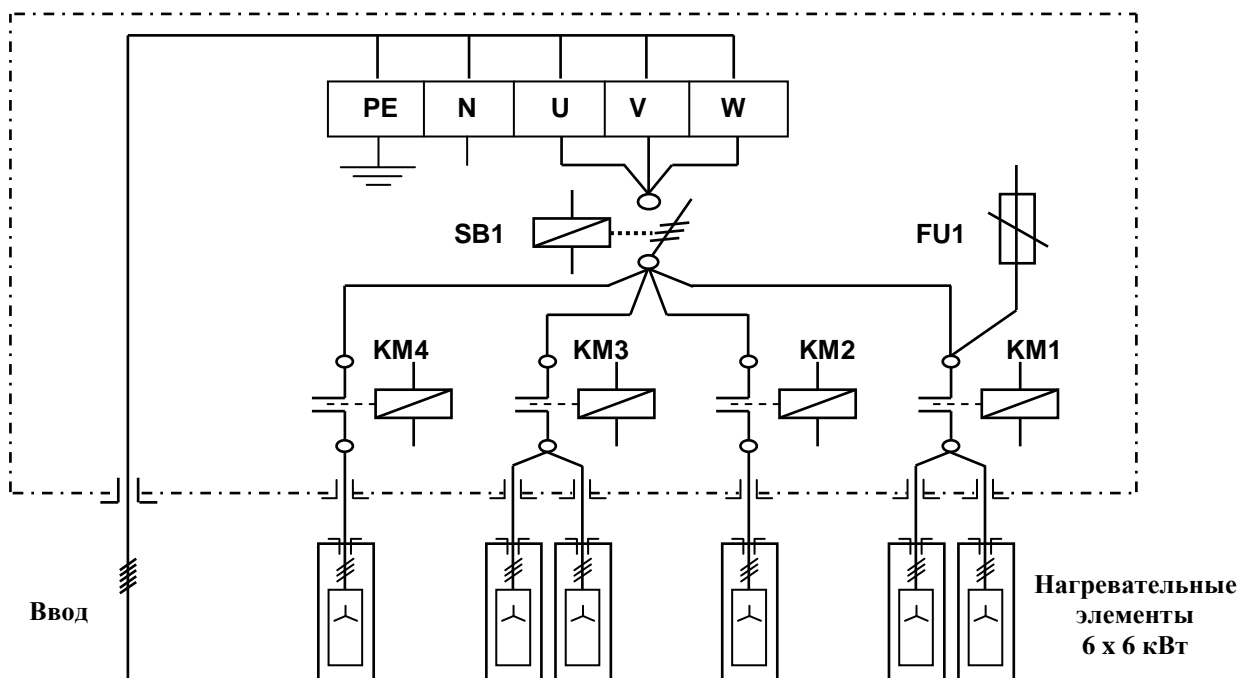 PE N U V W
SB1
FU1
KM4 KM3 KM2 KM1
Ввод
Нагревательные
элементы
6 x 6 кВт